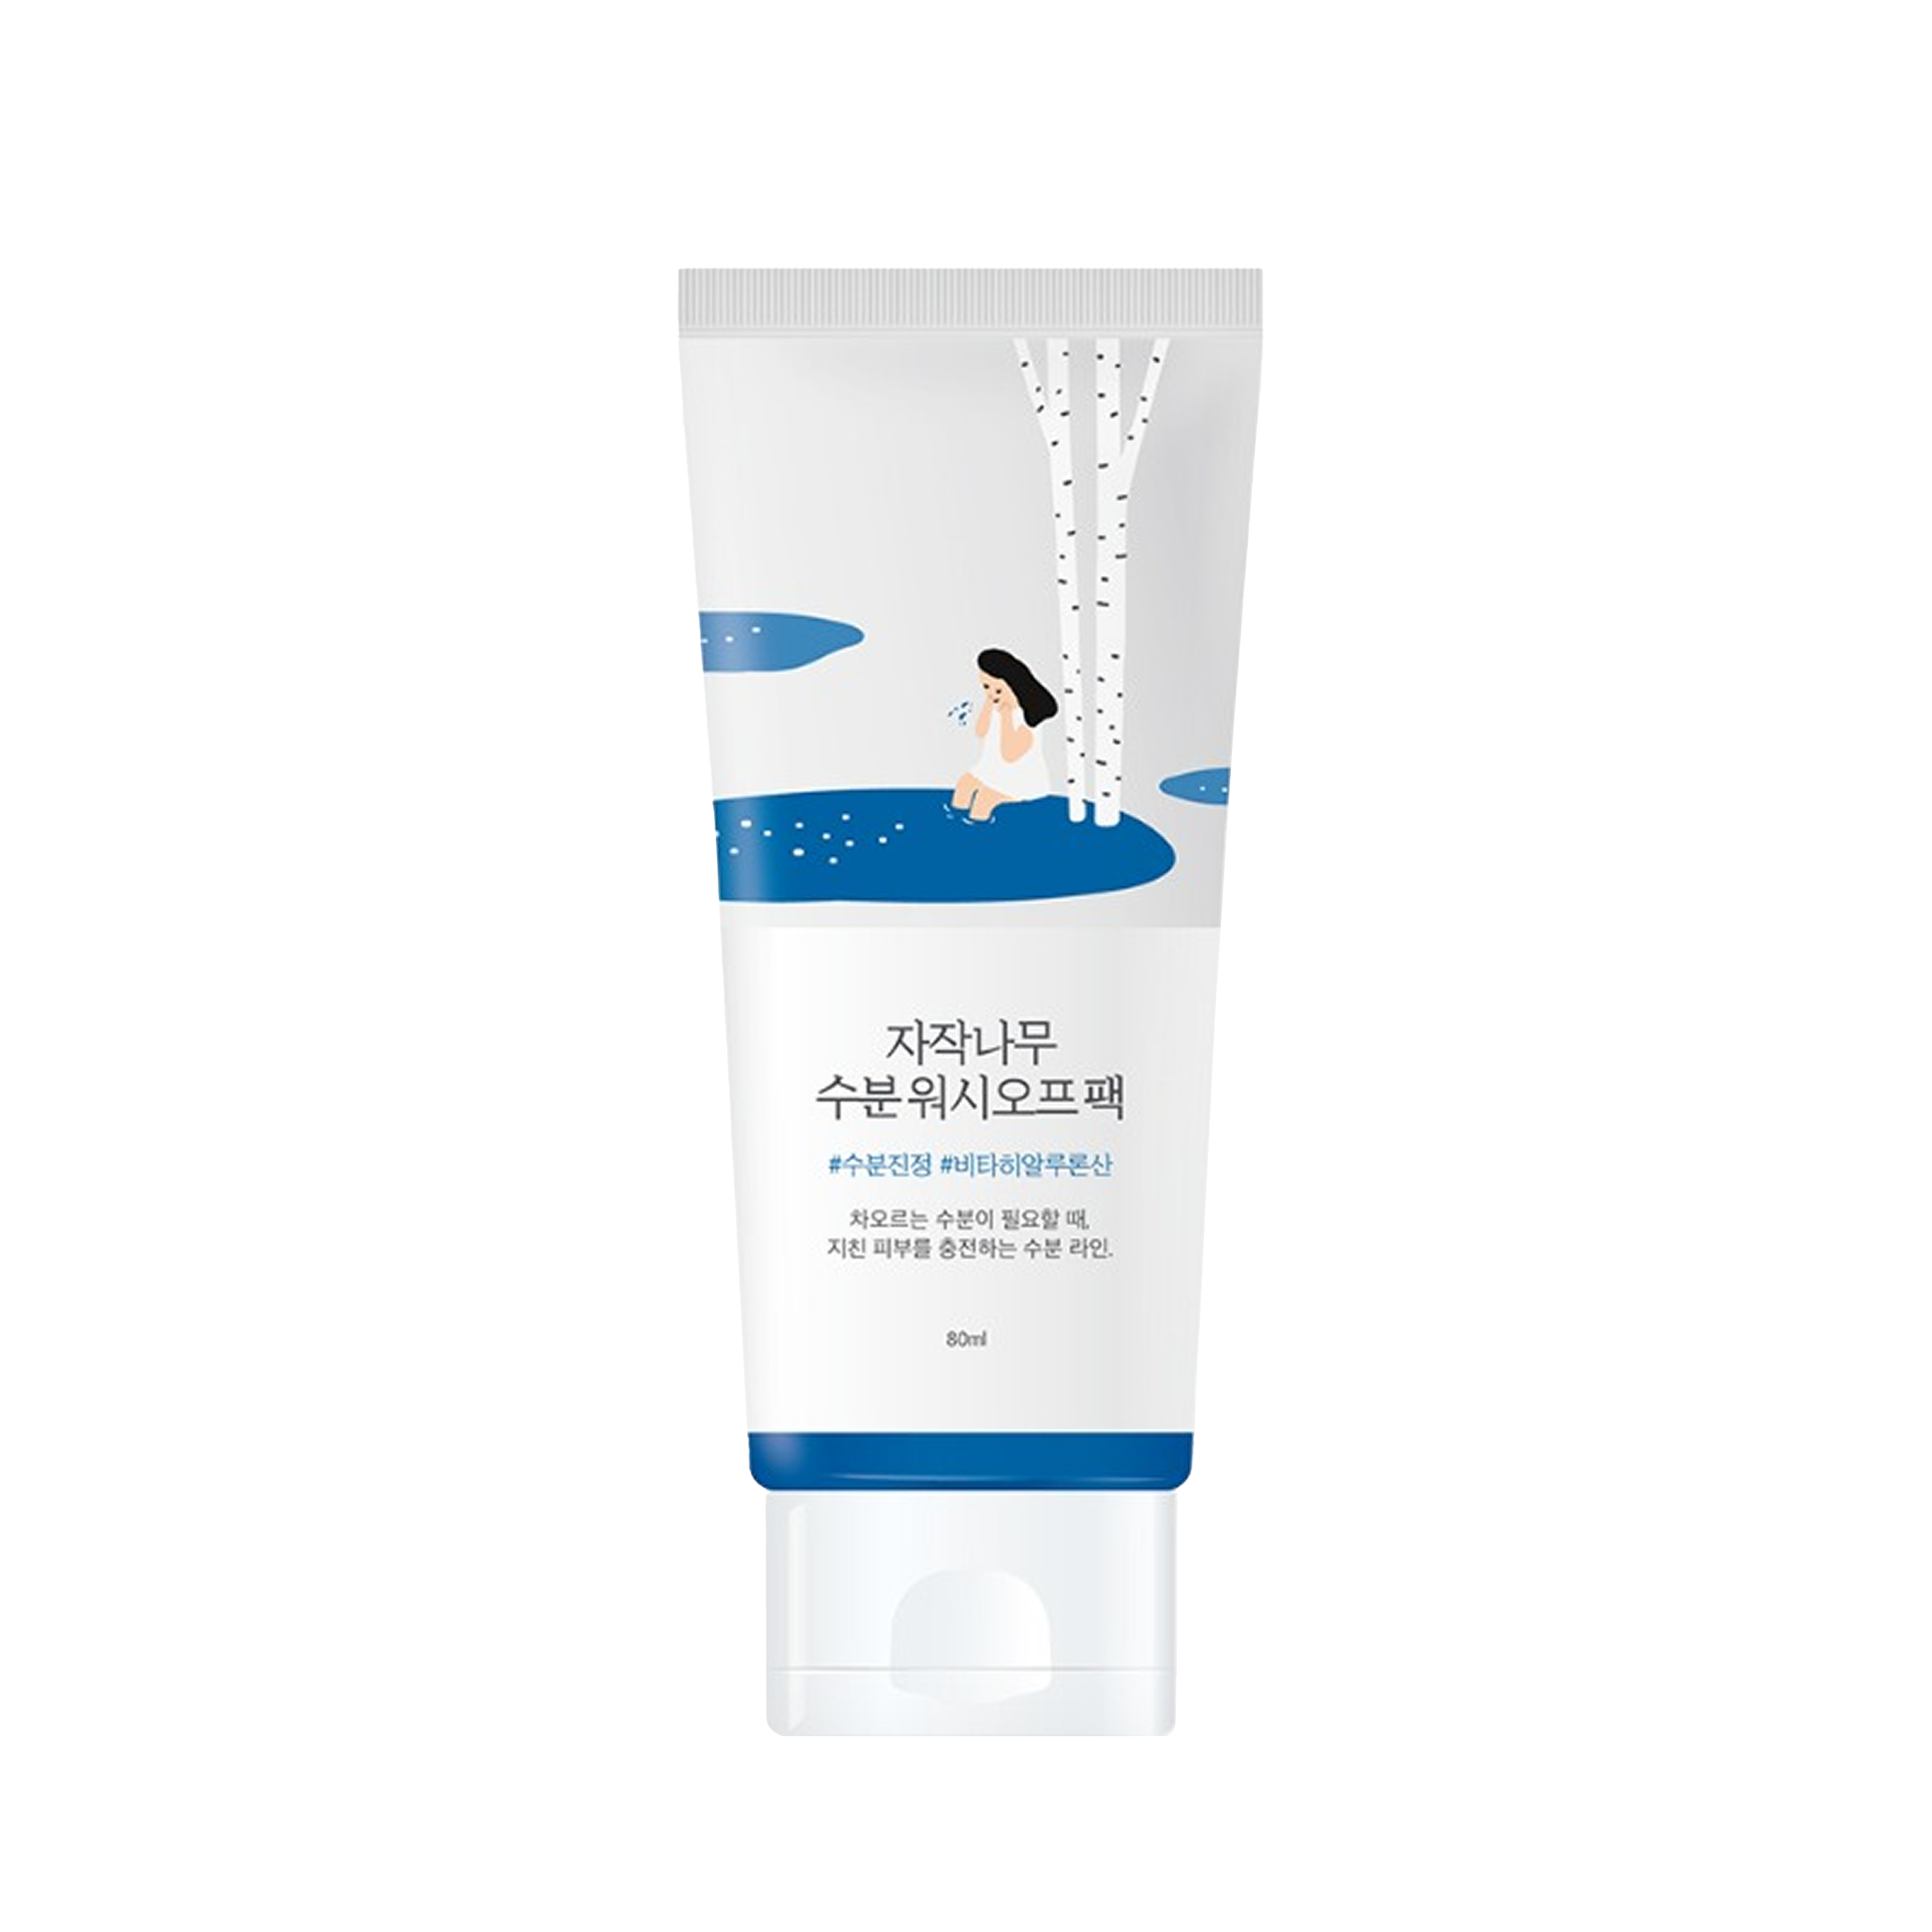 자작나무
수분 워시오프 팩
#수분진정 #비타히알루론산
차오르는 수분이 필요할 때,
지친 피부를 충전하는 수분 라인.
80ml